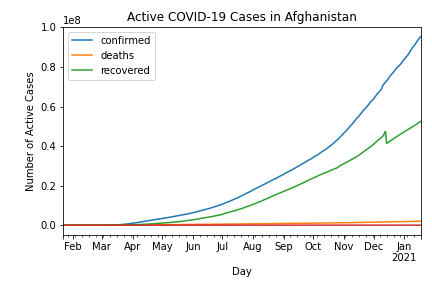 Active COVID-19 Cases in Afghanistan
1e8
confirmed
deaths
recovered
Number of Active Cases
1.0
0.8
0.6
0.4
0.2
0.0
Feb Mar Apr May Jun Jul Aug Sep Oct Nov Dec Jan
2021
Day